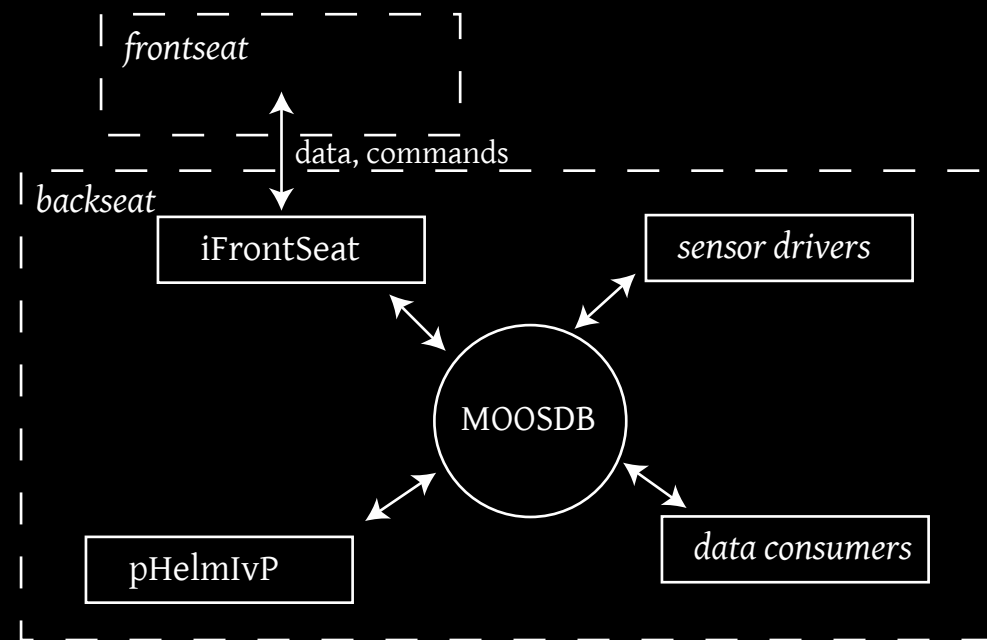 frontseat
data, commands
backseat
iFrontSeat
sensor drivers
MOOSDB
pHelmIvP
data consumers